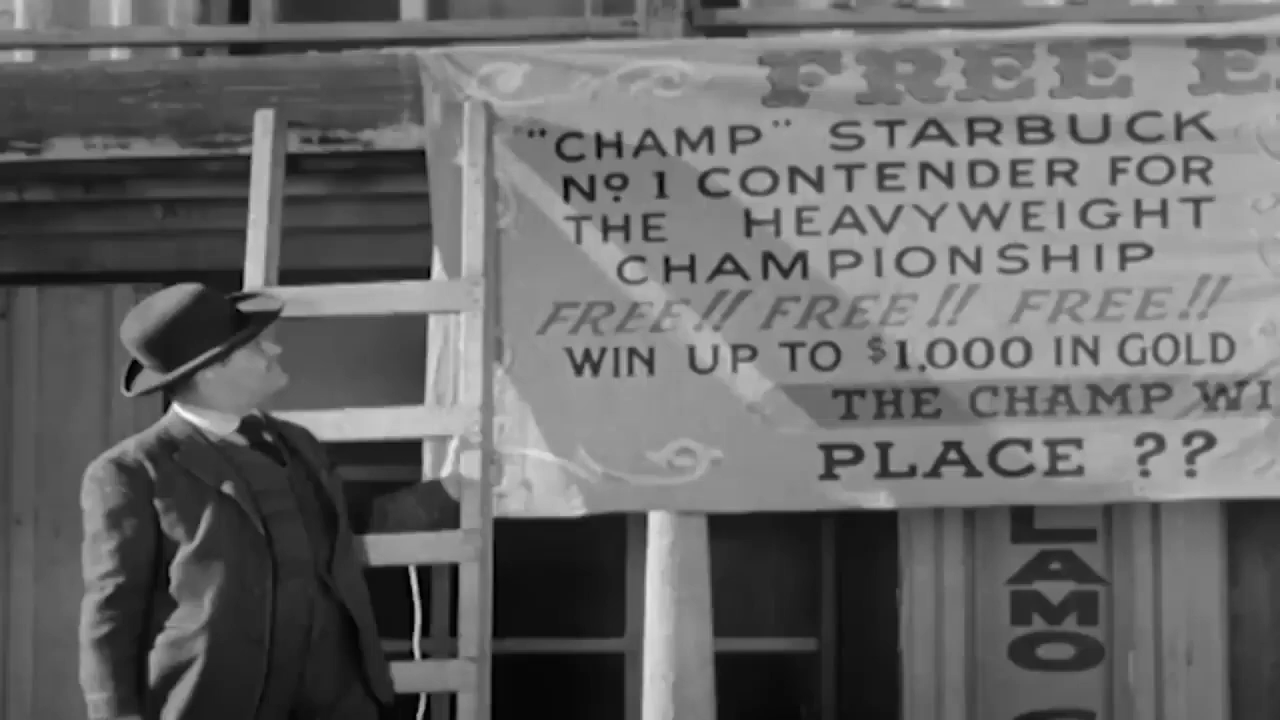 FREE E
"CHAMP" STARBUCK
Nº 1 CONTENDER FOR
THE HEAVYWEIGHT
CHAMPIONSHIP
FREE!! FREE!! FREE!!
WIN UP TO $1,000 IN GOLD
THE CHAMP WI
PLACE ??
LAMO